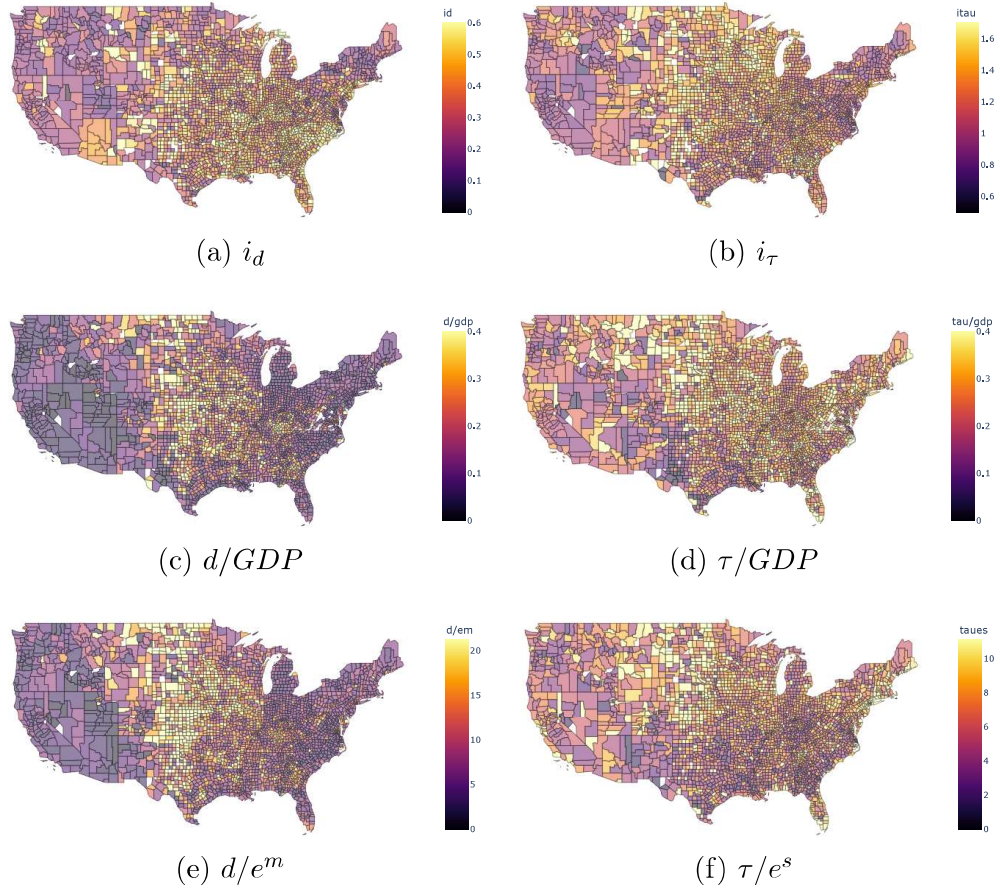 id
0.6
0.5
0.4
0.3
0.2
0.1
0
(a) i_d
itau
1.6
1.4
1.2
1
0.8
0.6
(b) i_τ
d/gdp
0.4
0.3
0.2
0.1
0
(c) d/GDP
tau/gdp
0.4
0.3
0.2
0.1
0
(d) τ/GDP
d/em
20
15
10
5
0
(e) d/e^m
taues
10
8
6
4
2
0
(f) τ/e^s